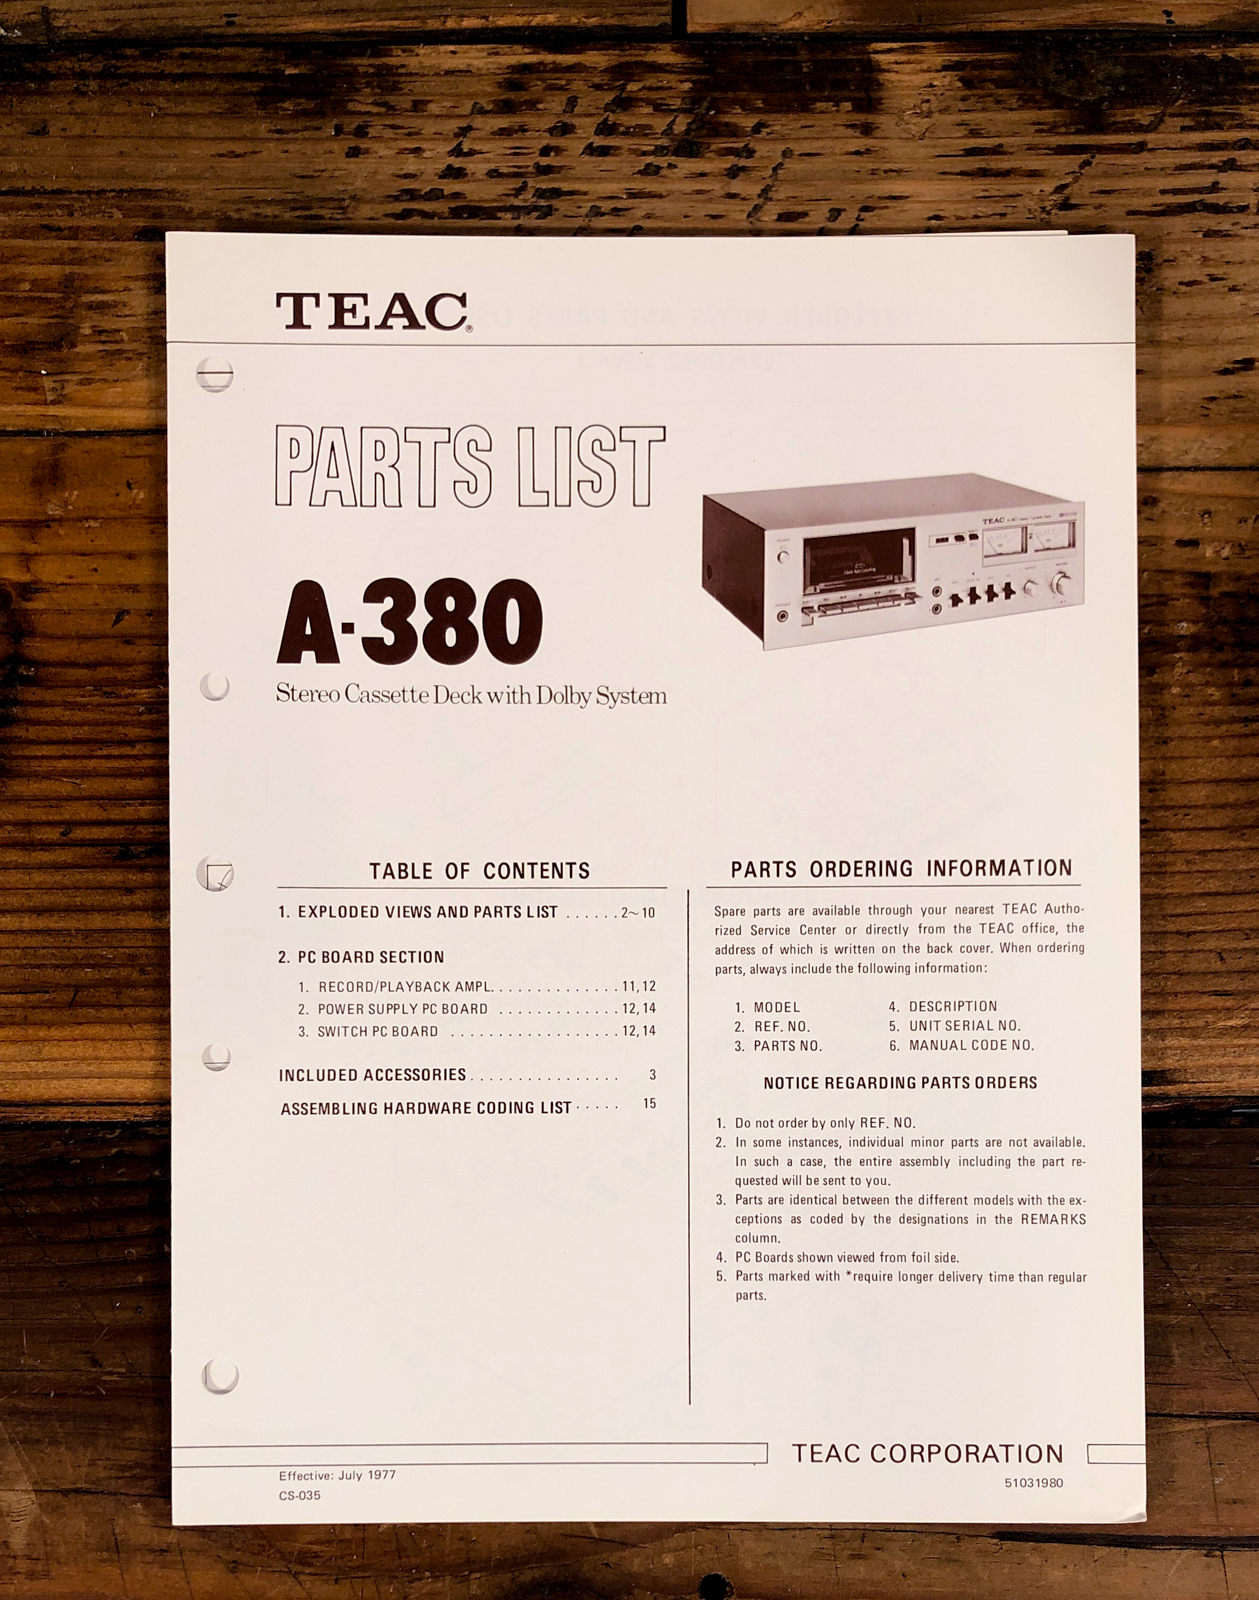 TEAC®
PARTS LIST
A-380
Stereo Cassette Deck with Dolby System
TEAC
TABLE OF CONTENTS
1. EXPLODED VIEWS AND PARTS LIST ......2~10
2. PC BOARD SECTION
1. RECORD/PLAYBACK AMPL..............11,12
2. POWER SUPPLY PC BOARD .............12,14
3. SWITCH PC BOARD ..................12,14
INCLUDED ACCESSORIES................ 3
ASSEMBLING HARDWARE CODING LIST..... 15
PARTS ORDERING INFORMATION
Spare parts are available through your nearest TEAC Autho-
rized Service Center or directly from the TEAC office, the
address of which is written on the back cover. When ordering
parts, always include the following information:
1. MODEL 4. DESCRIPTION
2. REF. NO. 5. UNIT SERIAL NO.
3. PARTS NO. 6. MANUAL CODE NO.
NOTICE REGARDING PARTS ORDERS
1. Do not order by only REF. NO.
2. In some instances, individual minor parts are not available.
In such a case, the entire assembly including the part re-
quested will be sent to you.
3. Parts are identical between the different models with the ex-
ceptions as coded by the designations in the REMARKS
column.
4. PC Boards shown viewed from foil side.
5. Parts marked with *require longer delivery time than regular
parts.
TEAC CORPORATION
Effective: July 1977
CS-035
51031980